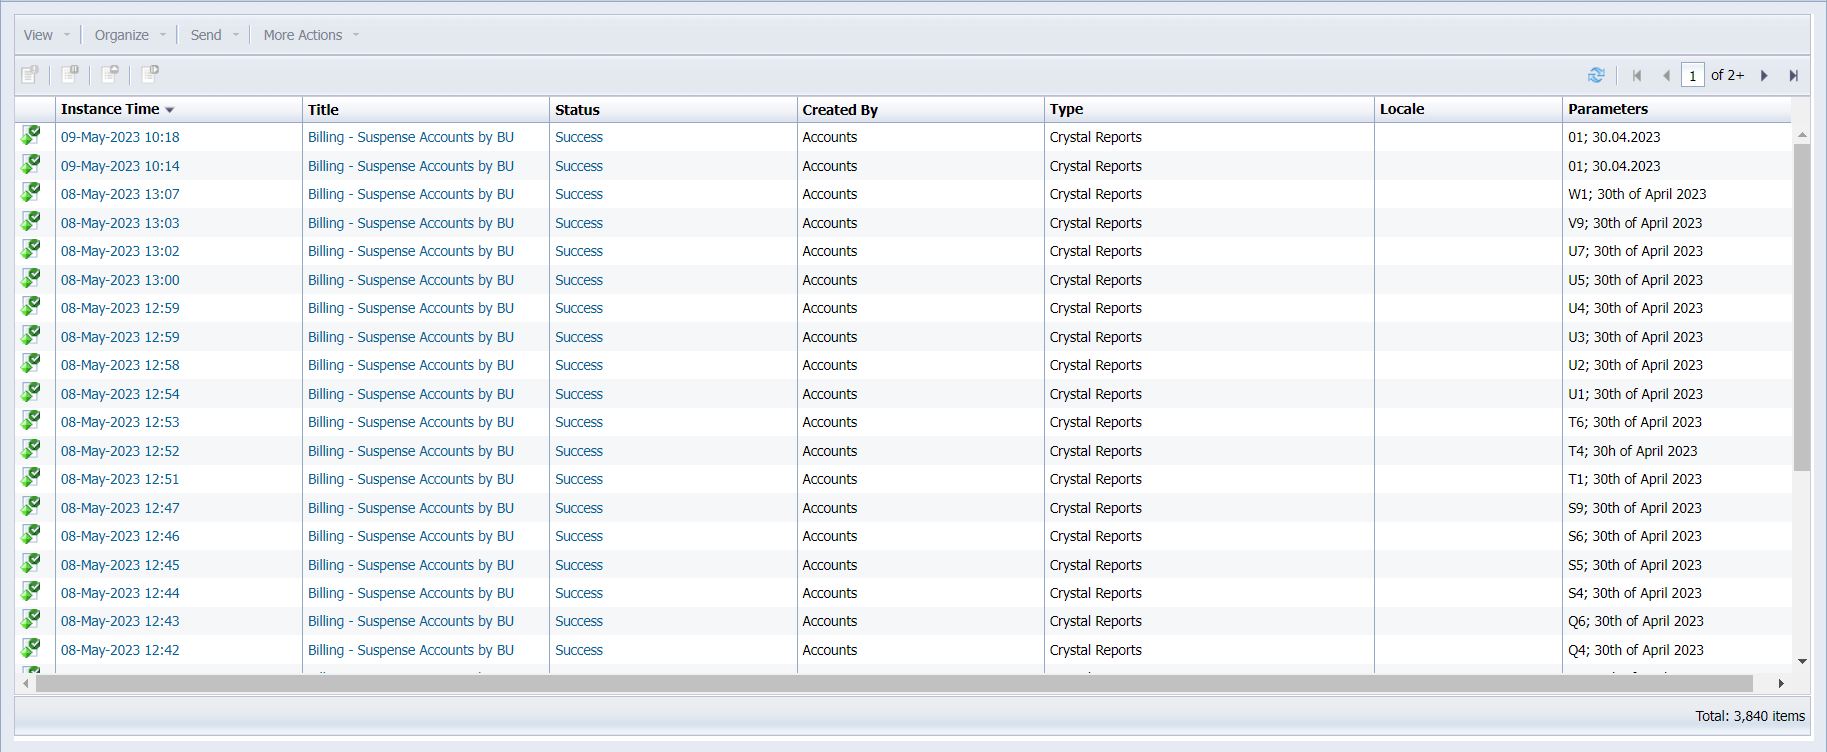 View Organize Send More Actions
1 of 2+
Instance Time Title Status Created By Type Locale Parameters
09-May-2023 10:18 Billing - Suspense Accounts by BU Success Accounts Crystal Reports 01; 30.04.2023
09-May-2023 10:14 Billing - Suspense Accounts by BU Success Accounts Crystal Reports 01; 30.04.2023
08-May-2023 13:07 Billing - Suspense Accounts by BU Success Accounts Crystal Reports W1; 30th of April 2023
08-May-2023 13:03 Billing - Suspense Accounts by BU Success Accounts Crystal Reports V9; 30th of April 2023
08-May-2023 13:02 Billing - Suspense Accounts by BU Success Accounts Crystal Reports U7; 30th of April 2023
08-May-2023 13:00 Billing - Suspense Accounts by BU Success Accounts Crystal Reports U5; 30th of April 2023
08-May-2023 12:59 Billing - Suspense Accounts by BU Success Accounts Crystal Reports U4; 30th of April 2023
08-May-2023 12:59 Billing - Suspense Accounts by BU Success Accounts Crystal Reports U3; 30th of April 2023
08-May-2023 12:58 Billing - Suspense Accounts by BU Success Accounts Crystal Reports U2; 30th of April 2023
08-May-2023 12:54 Billing - Suspense Accounts by BU Success Accounts Crystal Reports U1; 30th of April 2023
08-May-2023 12:53 Billing - Suspense Accounts by BU Success Accounts Crystal Reports T6; 30th of April 2023
08-May-2023 12:52 Billing - Suspense Accounts by BU Success Accounts Crystal Reports T4; 30h of April 2023
08-May-2023 12:51 Billing - Suspense Accounts by BU Success Accounts Crystal Reports T1; 30th of April 2023
08-May-2023 12:47 Billing - Suspense Accounts by BU Success Accounts Crystal Reports S9; 30th of April 2023
08-May-2023 12:46 Billing - Suspense Accounts by BU Success Accounts Crystal Reports S6; 30th of April 2023
08-May-2023 12:45 Billing - Suspense Accounts by BU Success Accounts Crystal Reports S5; 30th of April 2023
08-May-2023 12:44 Billing - Suspense Accounts by BU Success Accounts Crystal Reports S4; 30th of April 2023
08-May-2023 12:43 Billing - Suspense Accounts by BU Success Accounts Crystal Reports Q6; 30th of April 2023
08-May-2023 12:42 Billing - Suspense Accounts by BU Success Accounts Crystal Reports Q4; 30th of April 2023
Total: 3,840 items